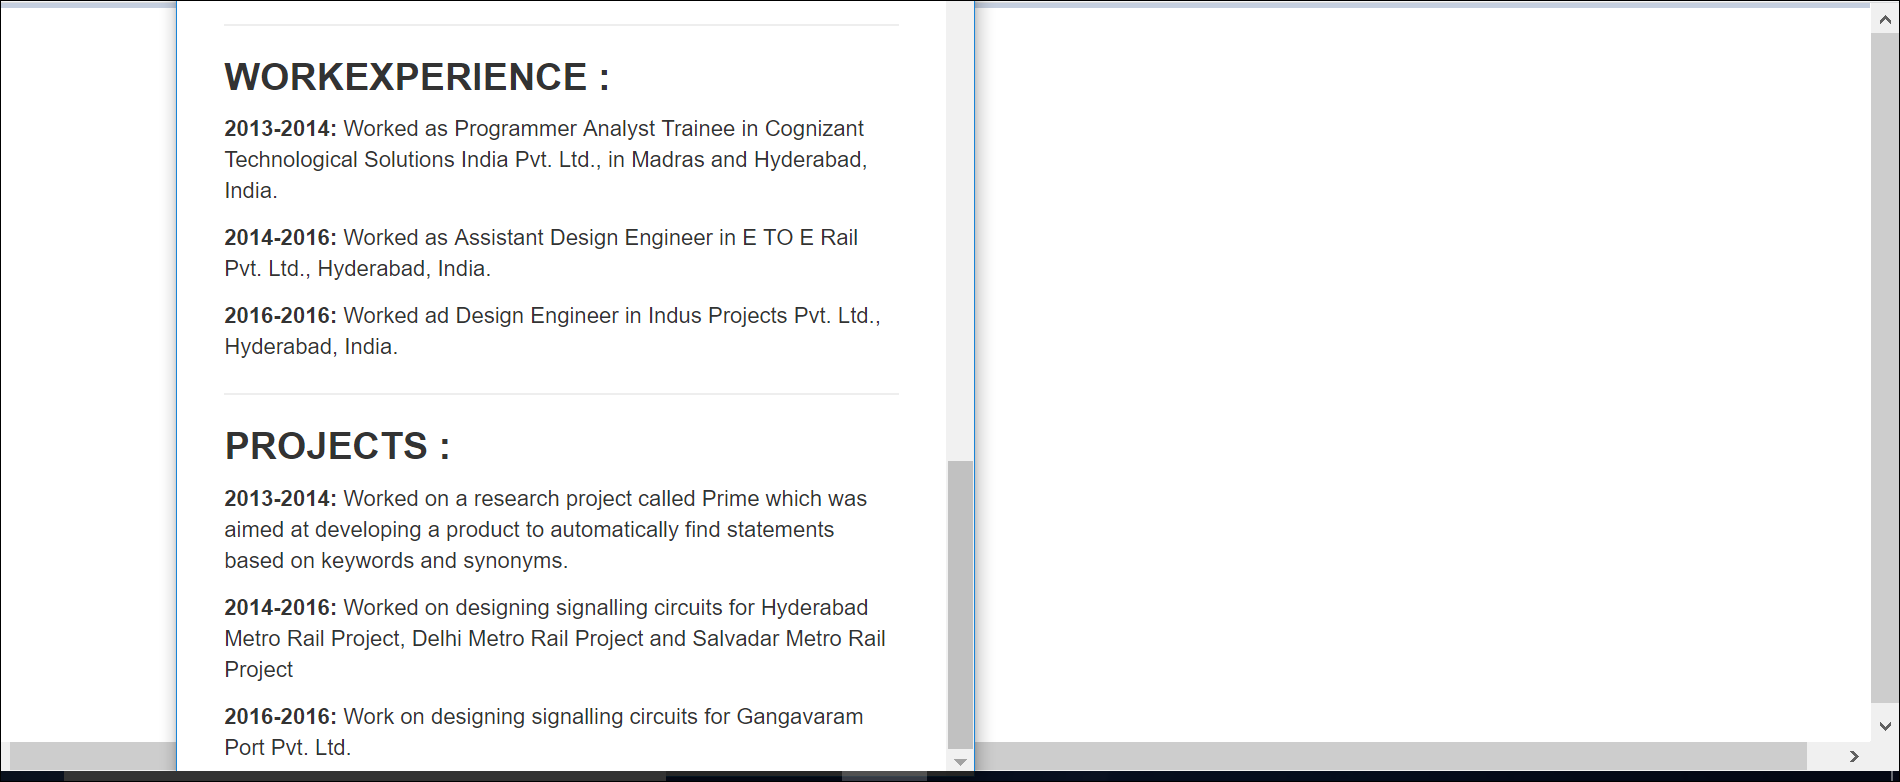 WORKEXPERIENCE :
2013-2014: Worked as Programmer Analyst Trainee in Cognizant
Technological Solutions India Pvt. Ltd., in Madras and Hyderabad,
India.
2014-2016: Worked as Assistant Design Engineer in E TO E Rail
Pvt. Ltd., Hyderabad, India.
2016-2016: Worked ad Design Engineer in Indus Projects Pvt. Ltd.,
Hyderabad, India.
PROJECTS :
2013-2014: Worked on a research project called Prime which was
aimed at developing a product to automatically find statements
based on keywords and synonyms.
2014-2016: Worked on designing signalling circuits for Hyderabad
Metro Rail Project, Delhi Metro Rail Project and Salvadar Metro Rail
Project
2016-2016: Work on designing signalling circuits for Gangavaram
Port Pvt. Ltd.